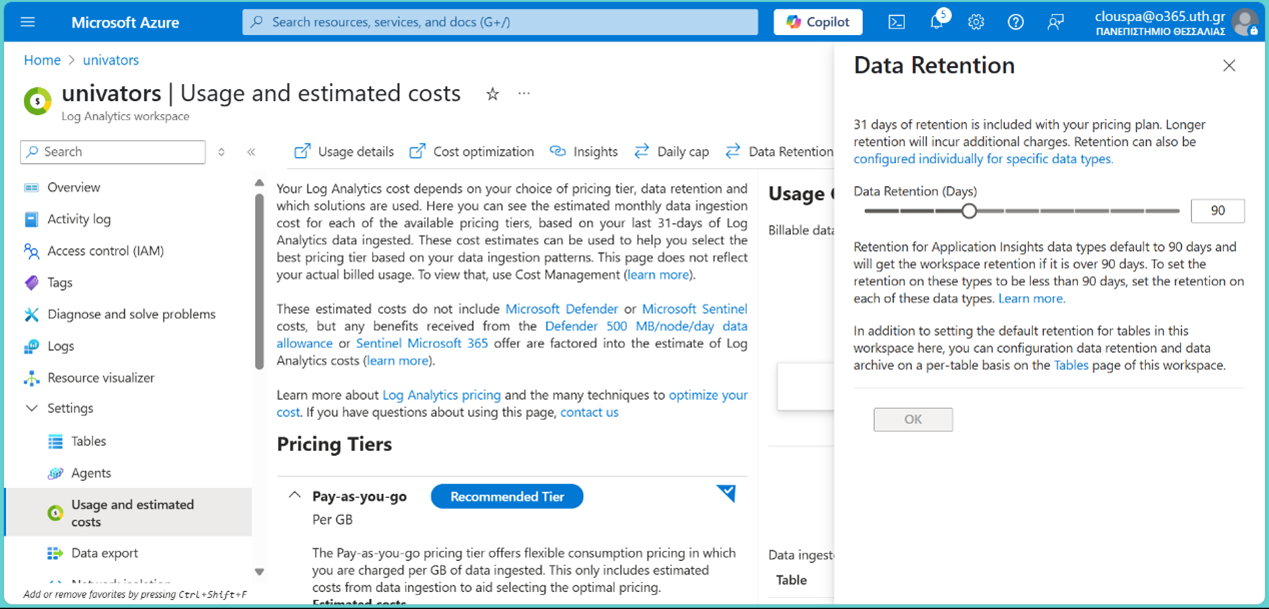 Microsoft Azure
Search resources, services, and docs (G+/)
Copilot
5
clouspa@o365.uth.gr
ΠΑΝΕΠΙΣΤΗΜΙΟ ΘΕΣΣΑΛΙΑΣ
Home > univators
univators | Usage and estimated costs
Log Analytics workspace
Search
Overview
Activity log
Access control (IAM)
Tags
Diagnose and solve problems
Logs
Resource visualizer
Settings
Tables
Agents
Usage and estimated
costs
Data export
Network isolation
Add or remove favorites by pressing Ctrl+Shift+F
Usage details
Cost optimization
Insights
Daily cap
Data Retention
Your Log Analytics cost depends on your choice of pricing tier, data retention and
which solutions are used. Here you can see the estimated monthly data ingestion
cost for each of the available pricing tiers, based on your last 31-days of Log
Analytics data ingested. These cost estimates can be used to help you select the
best pricing tier based on your data ingestion patterns. This page does not reflect
your actual billed usage. To view that, use Cost Management (learn more).
These estimated costs do not include Microsoft Defender or Microsoft Sentinel
costs, but any benefits received from the Defender 500 MB/node/day data
allowance or Sentinel Microsoft 365 offer are factored into the estimate of Log
Analytics costs (learn more).
Learn more about Log Analytics pricing and the many techniques to optimize your
cost. If you have questions about using this page, contact us
Pricing Tiers
Pay-as-you-go
Recommended Tier
Per GB
The Pay-as-you-go pricing tier offers flexible consumption pricing in which
you are charged per GB of data ingested. This only includes estimated
costs from data ingestion to aid selecting the optimal pricing.
Estimated costs
Usage
Billable data
Data ingest
Table
Data Retention
31 days of retention is included with your pricing plan. Longer
retention will incur additional charges. Retention can also be
configured individually for specific data types.
Data Retention (Days)
90
Retention for Application Insights data types default to 90 days and
will get the workspace retention if it is over 90 days. To set the
retention on these types to be less than 90 days, set the retention on
each of these data types. Learn more.
In addition to setting the default retention for tables in this
workspace here, you can configuration data retention and data
archive on a per-table basis on the Tables page of this workspace.
OK